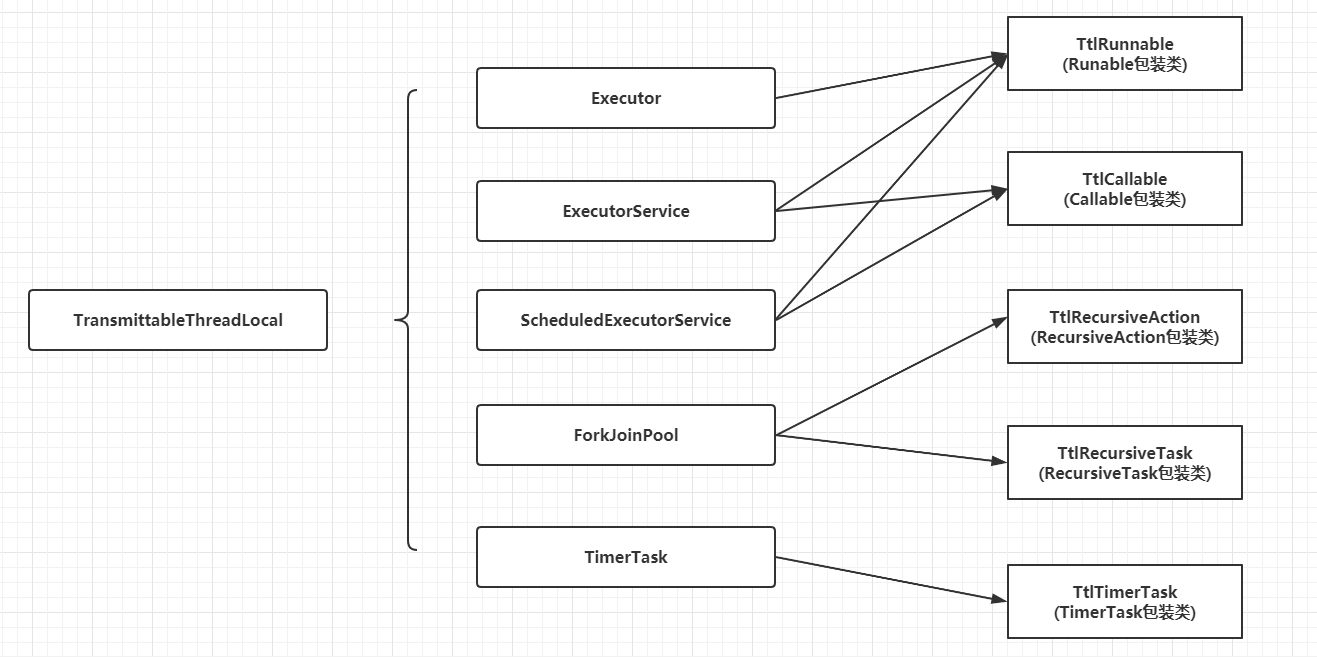 TransmittableThreadLocal
Executor
ExecutorService
ScheduledExecutorService
ForkJoinPool
TimerTask
TtlRunnable
(Runable包装类)
TtlCallable
(Callable包装类)
TtlRecursiveAction
(RecursiveAction包装类)
TtlRecursiveTask
(RecursiveTask包装类)
TtlTimerTask
(TimerTask包装类)